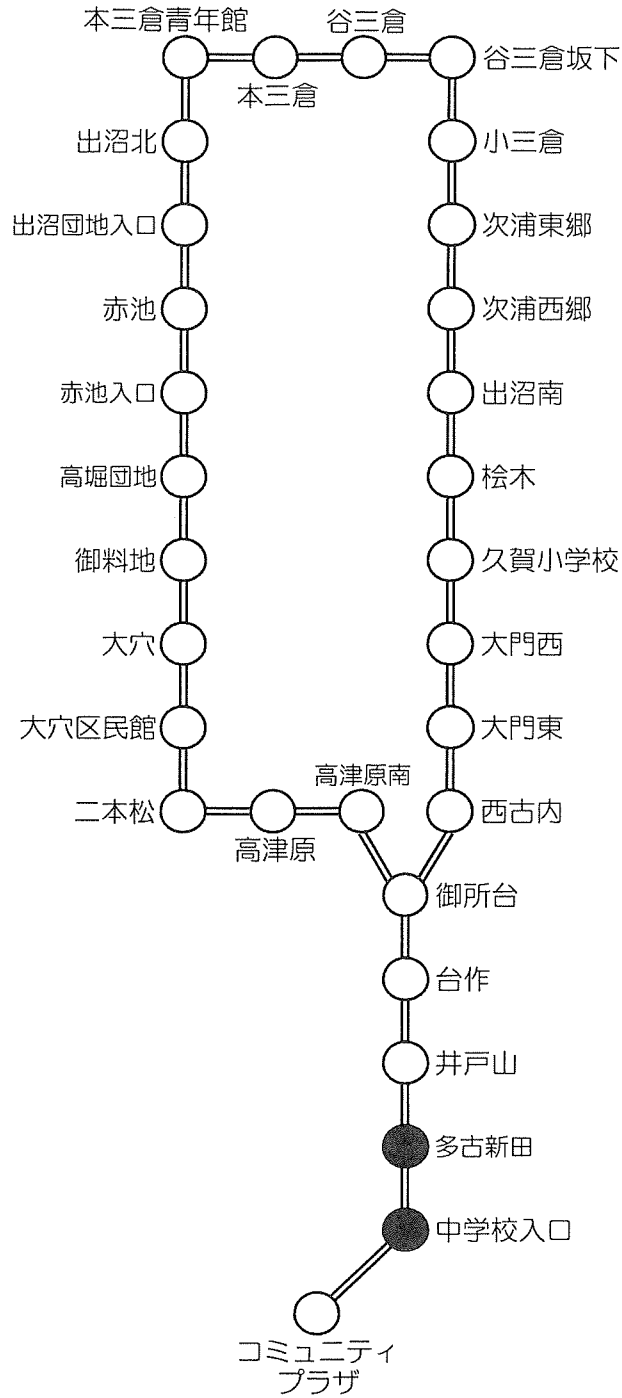 本三倉青年館
谷三倉
谷三倉坂下
本三倉
出沼北
小三倉
出沼団地入口
次浦東郷
赤池
次浦西郷
赤池入口
出沼南
高堀団地
桧木
御料地
久賀小学校
大穴
大門西
大穴区民館
大門東
高津原南
二本松
西古内
高津原
御所台
台作
井戸山
多古新田
中学校入口
コミュニティ
プラザ